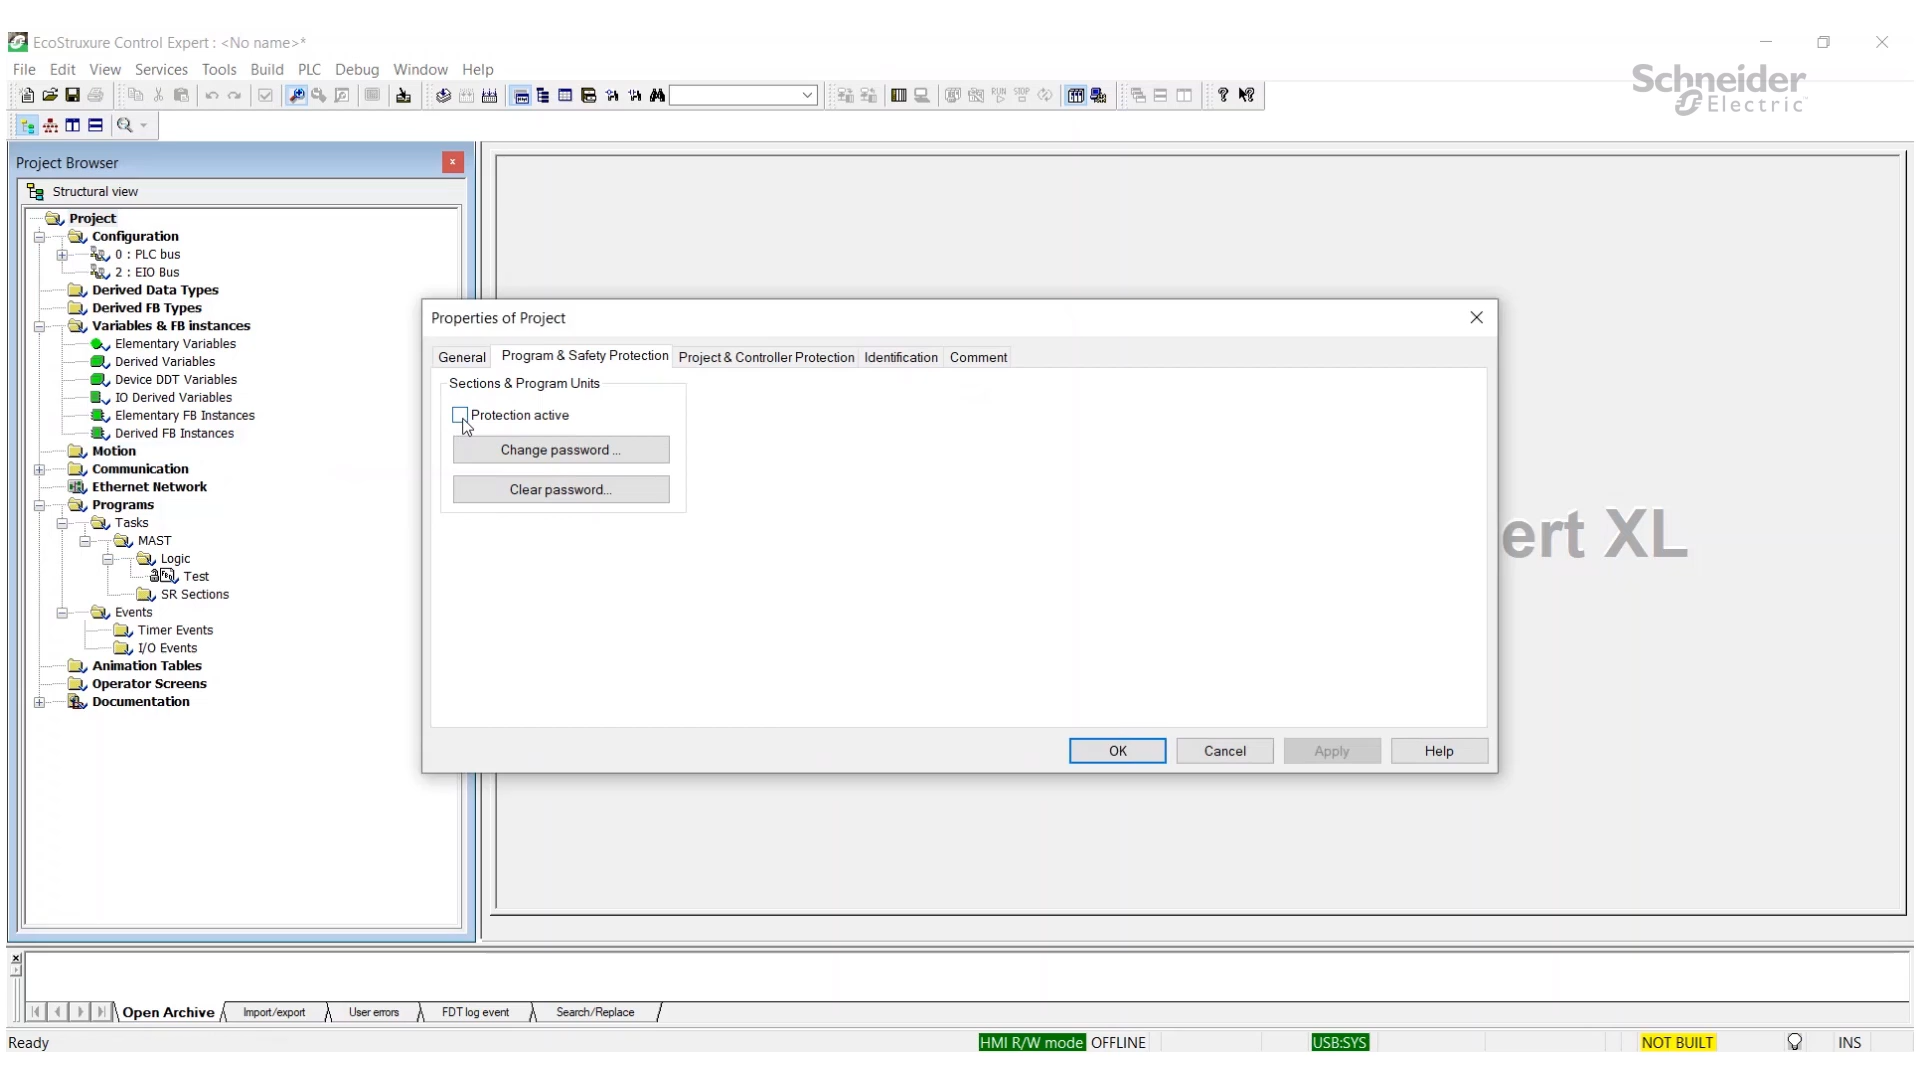 EcoStruxure Control Expert : <No name>*
File Edit View Services Tools Build PLC Debug Window Help
Schneider
Electric
Project Browser
Structural view
Project
Configuration
0 : PLC bus
2 : EIO Bus
Derived Data Types
Derived FB Types
Variables & FB instances
Elementary Variables
Derived Variables
Device DDT Variables
IO Derived Variables
Elementary FB Instances
Derived FB Instances
Motion
Communication
Ethernet Network
Programs
Tasks
MAST
Logic
Test
SR Sections
Events
Timer Events
I/O Events
Animation Tables
Operator Screens
Documentation
Properties of Project
General Program & Safety Protection Project & Controller Protection Identification Comment
Sections & Program Units
Protection active
Change password ...
Clear password...
OK Cancel Apply Help
ert XL
Open Archive Import/export User errors FDT log event Search/Replace
Ready HMI R/W mode OFFLINE USB:SYS NOT BUILT INS